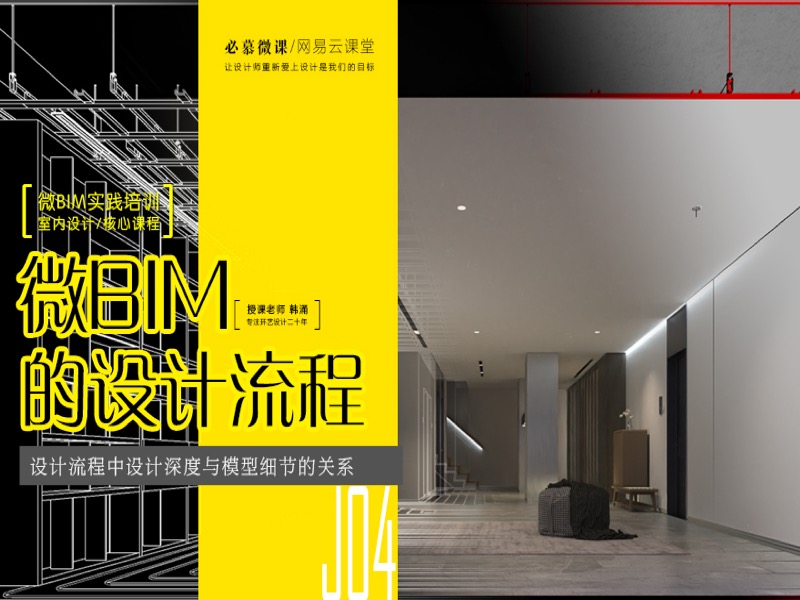 必慕微课/网易云课堂
让设计师重新爱上设计是我们的目标
微BIM实践培训
室内设计/核心课程
微BIM
授课老师 韩涌
专注环艺设计二十年
的设计流程
设计流程中设计深度与模型细节的关系
J04